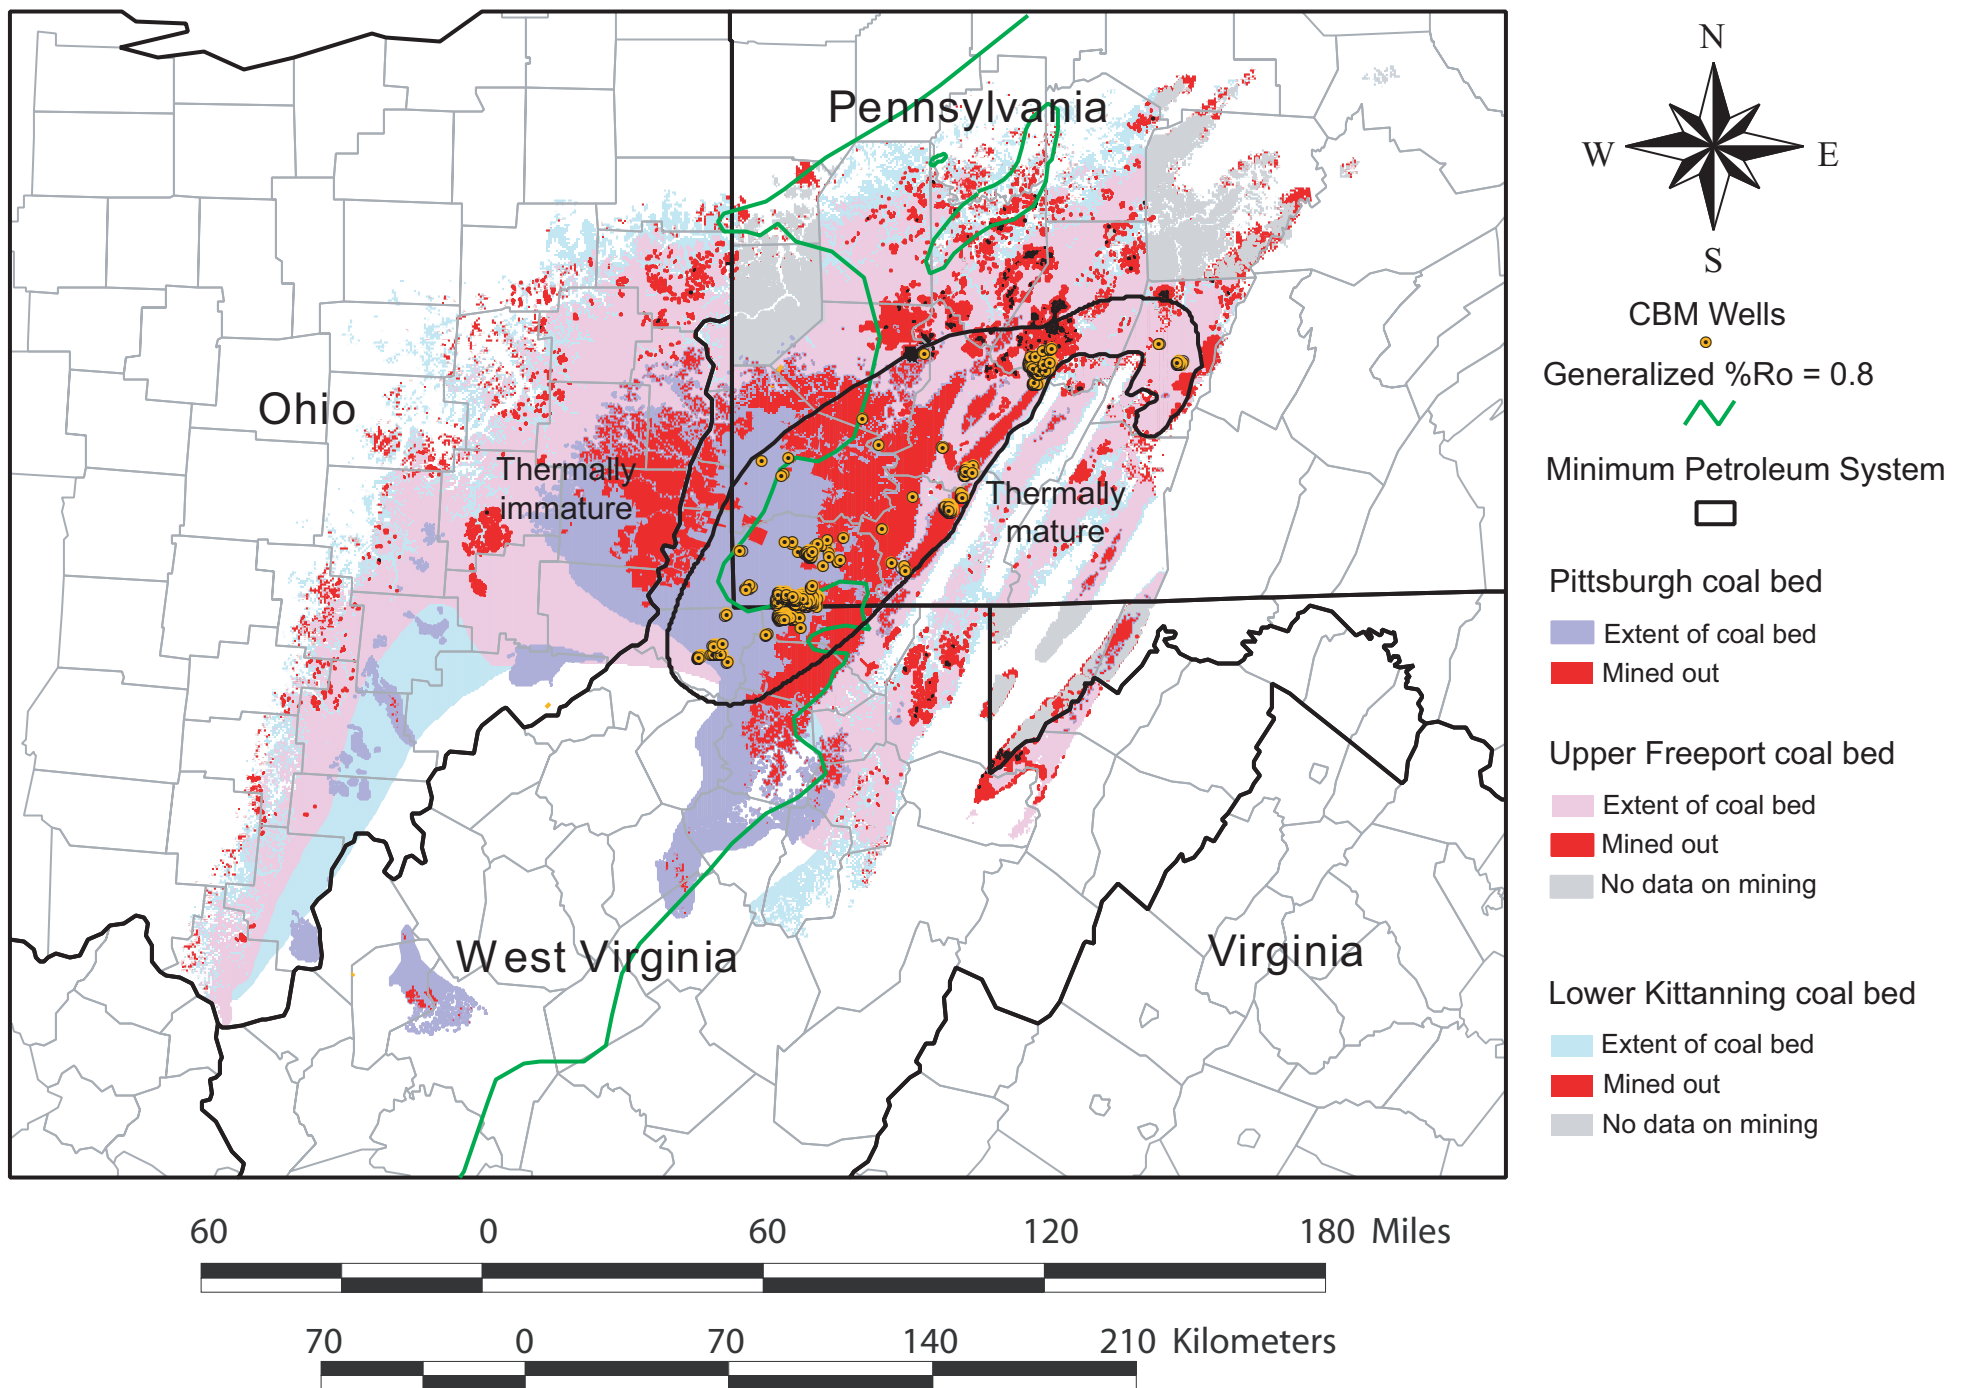 Pennsylvania
Ohio
Thermally
immature
Thermally
mature
West Virginia
Virginia
N
W
E
S
CBM Wells
Generalized %Ro = 0.8
Minimum Petroleum System
Pittsburgh coal bed
Extent of coal bed
Mined out
Upper Freeport coal bed
Extent of coal bed
Mined out
No data on mining
Lower Kittanning coal bed
Extent of coal bed
Mined out
No data on mining
60 0 60 120 180 Miles
70 0 70 140 210 Kilometers